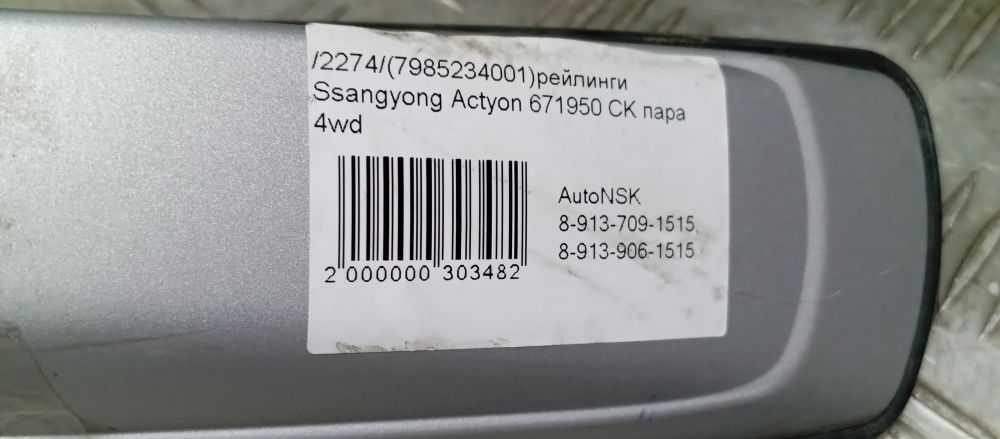 /2274/(7985234001)рейлинги
Ssangyong Actyon 671950 CK пара
4wd
AutoNSK
8-913-709-1515,
8-913-906-1515
2 000000 303482